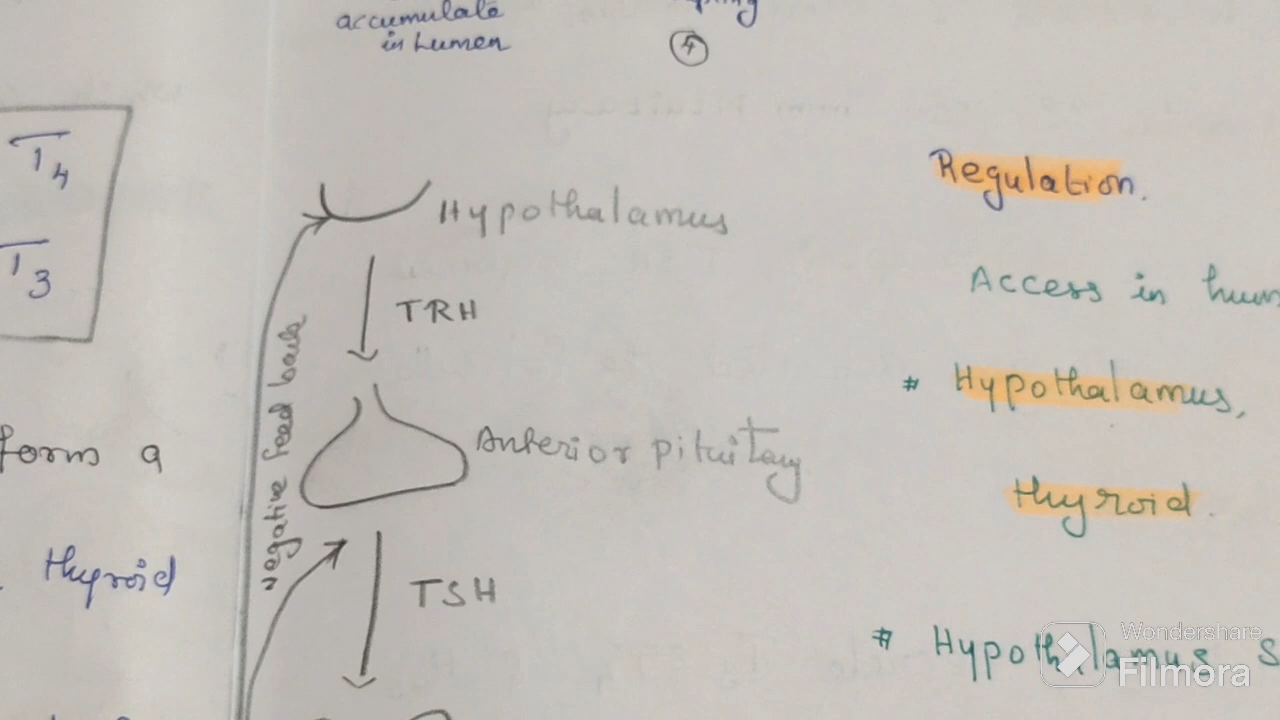 accumulate
in Lumen
4
T4
T3
Hypothalamus
TRH
Negative Feed back
Anterior pituitary
TSH
form a
thyroid
Regulation.
Access in hum
# Hypothalamus,
thyroid.
# Hypothalamus S
Wondershare
Filmora